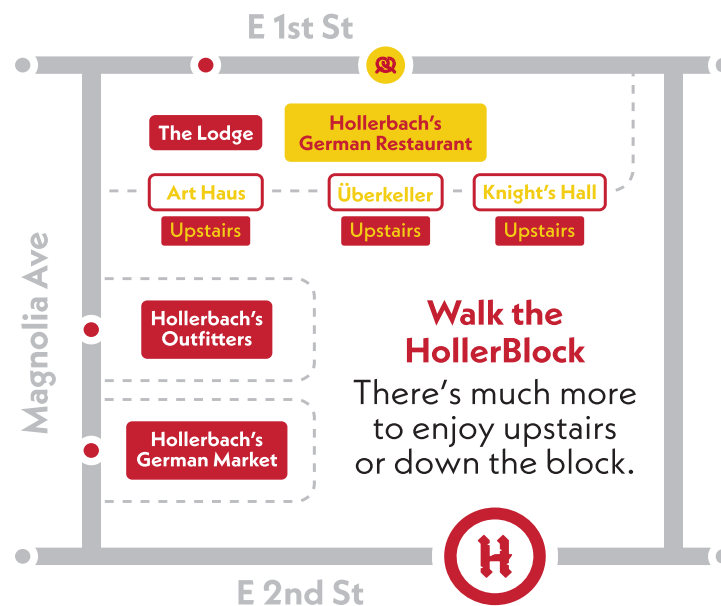 E 1st St
The Lodge
Hollerbach's
German Restaurant
Art Haus
Überkeller
Knight's Hall
Upstairs
Upstairs
Upstairs
Magnolia Ave
Hollerbach's
Outfitters
Walk the
HollerBlock
There's much more
to enjoy upstairs
or down the block.
Hollerbach's
German Market
H
E 2nd St